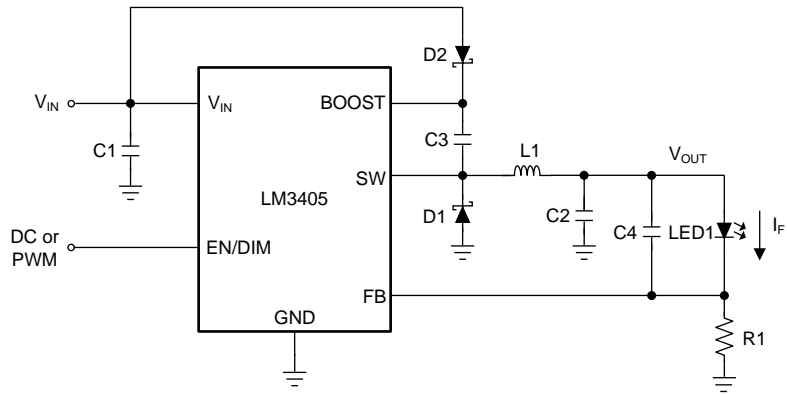 D2
V_IN
V_IN
BOOST
C1
C3
L1
V_OUT
SW
LM3405
D1
C2
C4
LED1
I_F
DC or
PWM
EN/DIM
FB
GND
R1